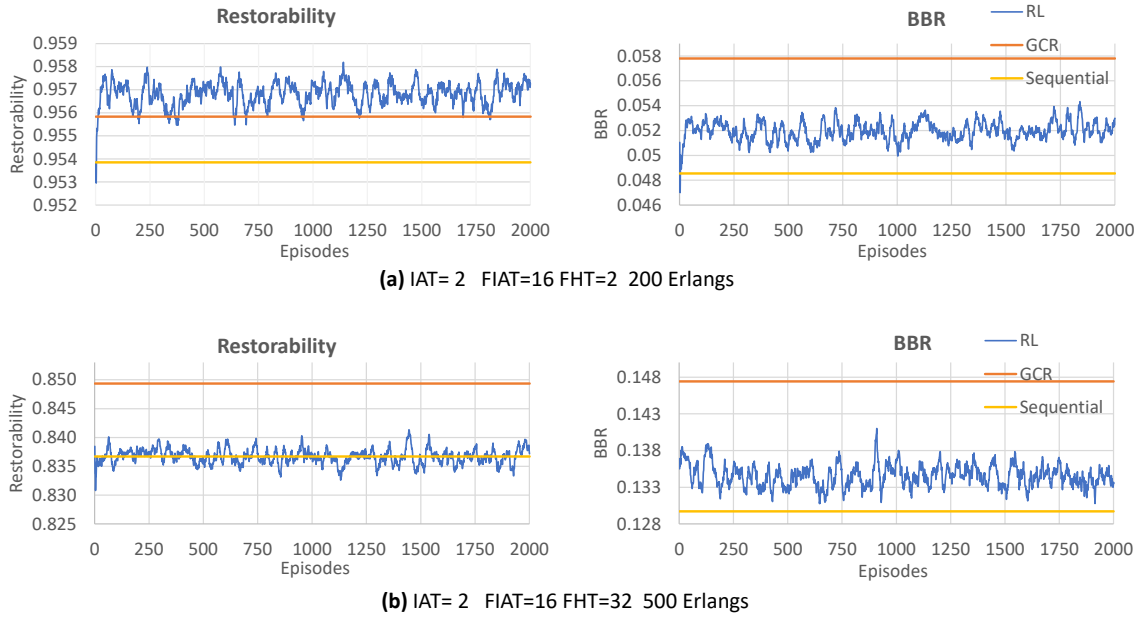 Restorability
0.959
0.958
0.957
0.956
0.955
0.954
0.953
0.952
Restorability
0 250 500 750 1000 1250 1500 1750 2000
Episodes
BBR
RL
GCR
Sequential
0.058
0.056
0.054
0.052
0.05
0.048
0.046
BBR
0 250 500 750 1000 1250 1500 1750 2000
Episodes
(a) IAT= 2 FIAT=16 FHT=2 200 Erlangs
Restorability
0.850
0.845
0.840
0.835
0.830
0.825
Restorability
0 250 500 750 1000 1250 1500 1750 2000
Episodes
BBR
RL
GCR
Sequential
0.148
0.143
0.138
0.133
0.128
BBR
0 250 500 750 1000 1250 1500 1750 2000
Episodes
(b) IAT= 2 FIAT=16 FHT=32 500 Erlangs